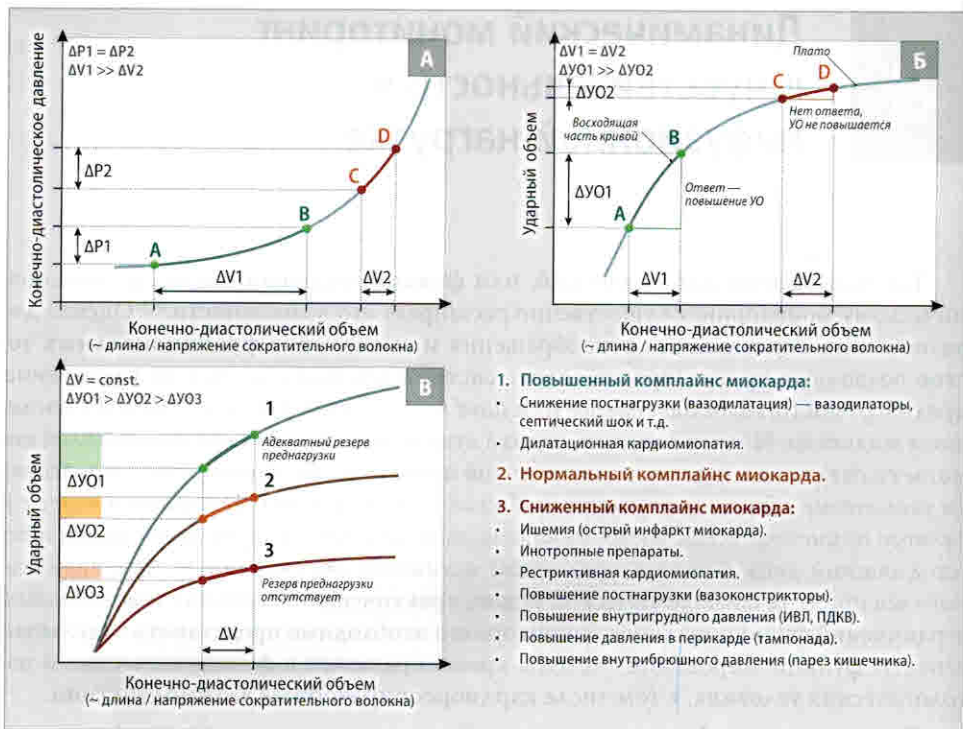 ΔP1 = ΔP2
ΔV1 >> ΔV2
А
Конечно-диастолическое давление
ΔP2
ΔP1
A
B
C
D
ΔV1
ΔV2
Конечно-диастолический объем
(~ длина / напряжение сократительного волокна)
ΔV1 = ΔV2
ΔУО1 >> ΔУО2
Б
Ударный объем
ΔУО2
ΔУО1
Плато
C
D
Нет ответа,
УО не повышается
Восходящая
часть кривой
B
Ответ —
повышение УО
A
ΔV1
ΔV2
Конечно-диастолический объем
(~ длина / напряжение сократительного волокна)
ΔV = const.
ΔУО1 > ΔУО2 > ΔУО3
В
Ударный объем
ΔУО1
ΔУО2
ΔУО3
1
Адекватный резерв
преднагрузки
2
3
Резерв преднагрузки
отсутствует
ΔV
Конечно-диастолический объем
(~ длина / напряжение сократительного волокна)
1. Повышенный комплайнс миокарда:
• Снижение постнагрузки (вазодилатация) — вазодилаторы,
септический шок и т.д.
• Дилатационная кардиомиопатия.
2. Нормальный комплайнс миокарда.
3. Сниженный комплайнс миокарда:
• Ишемия (острый инфаркт миокарда).
• Инотропные препараты.
• Рестриктивная кардиомиопатия.
• Повышение постнагрузки (вазоконстрикторы).
• Повышение внутригрудного давления (ИВЛ, ПДКВ).
• Повышение давления в перикарде (тампонада).
• Повышение внутрибрюшного давления (парез кишечника).